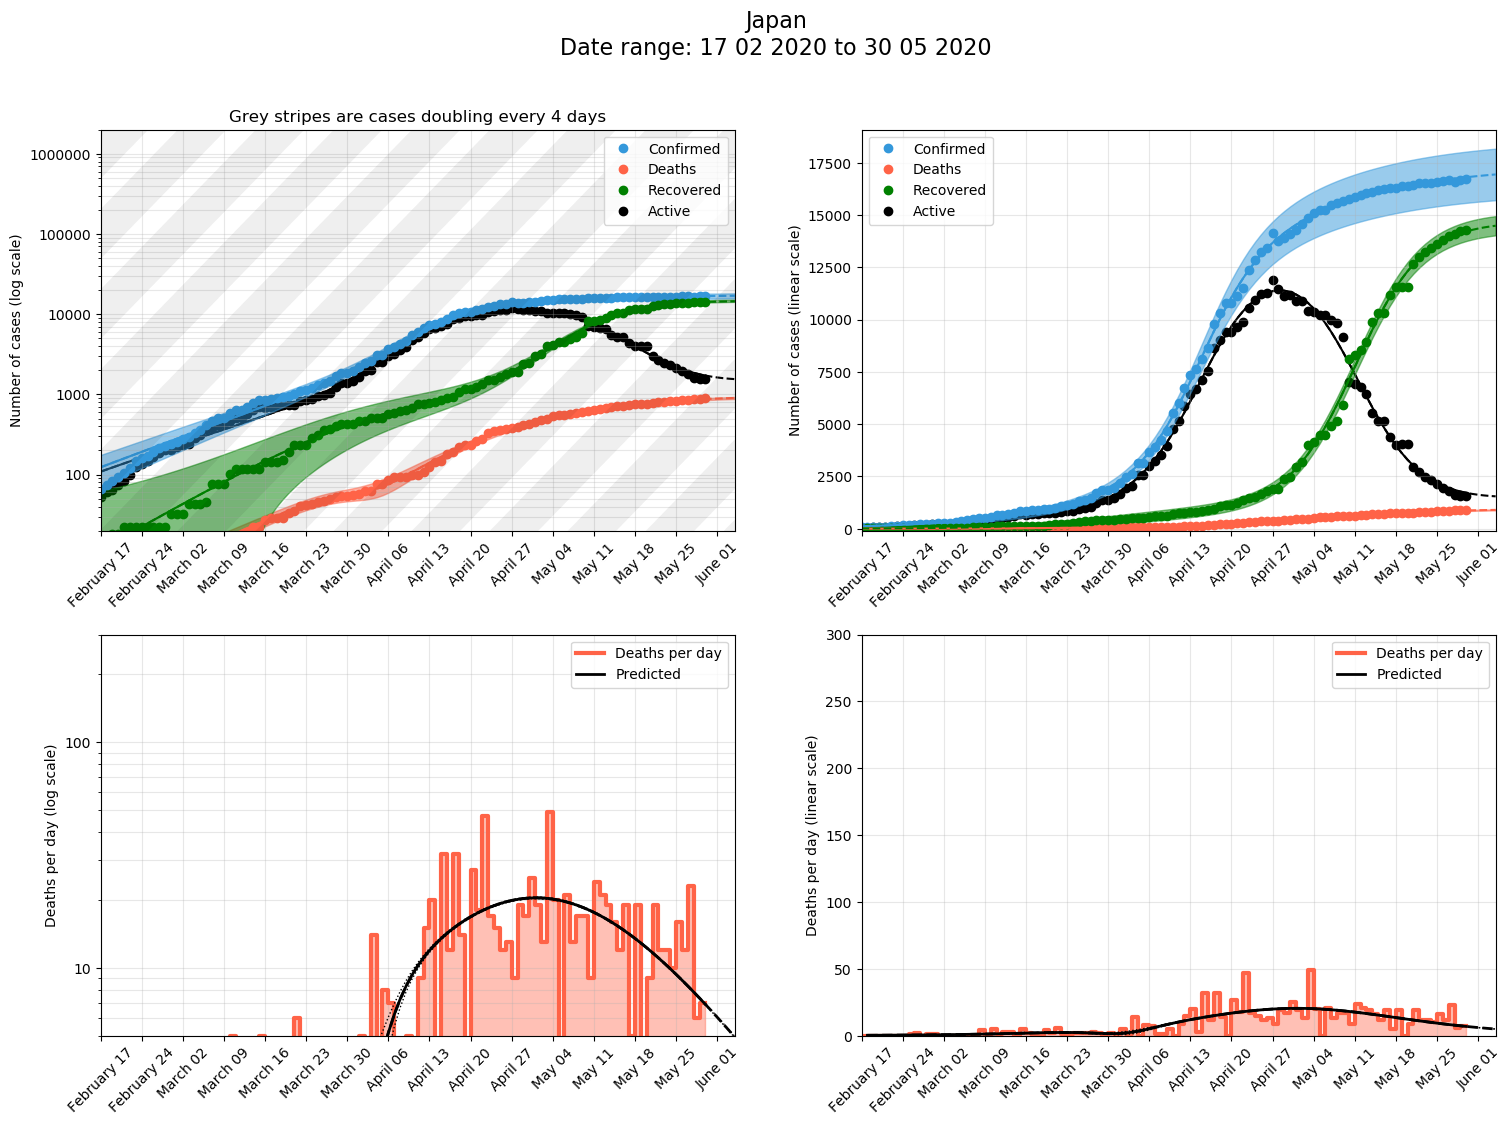 Japan
Date range: 17 02 2020 to 30 05 2020
Grey stripes are cases doubling every 4 days
Number of cases (log scale)
1000000
100000
10000
1000
100
Confirmed
Deaths
Recovered
Active
February 17
February 24
March 02
March 09
March 16
March 23
March 30
April 06
April 13
April 20
April 27
May 04
May 11
May 18
May 25
June 01
Number of cases (linear scale)
17500
15000
12500
10000
7500
5000
2500
0
Confirmed
Deaths
Recovered
Active
February 17
February 24
March 02
March 09
March 16
March 23
March 30
April 06
April 13
April 20
April 27
May 04
May 11
May 18
May 25
June 01
Deaths per day (log scale)
100
10
Deaths per day
Predicted
February 17
February 24
March 02
March 09
March 16
March 23
March 30
April 06
April 13
April 20
April 27
May 04
May 11
May 18
May 25
June 01
Deaths per day (linear scale)
300
250
200
150
100
50
0
Deaths per day
Predicted
February 17
February 24
March 02
March 09
March 16
March 23
March 30
April 06
April 13
April 20
April 27
May 04
May 11
May 18
May 25
June 01